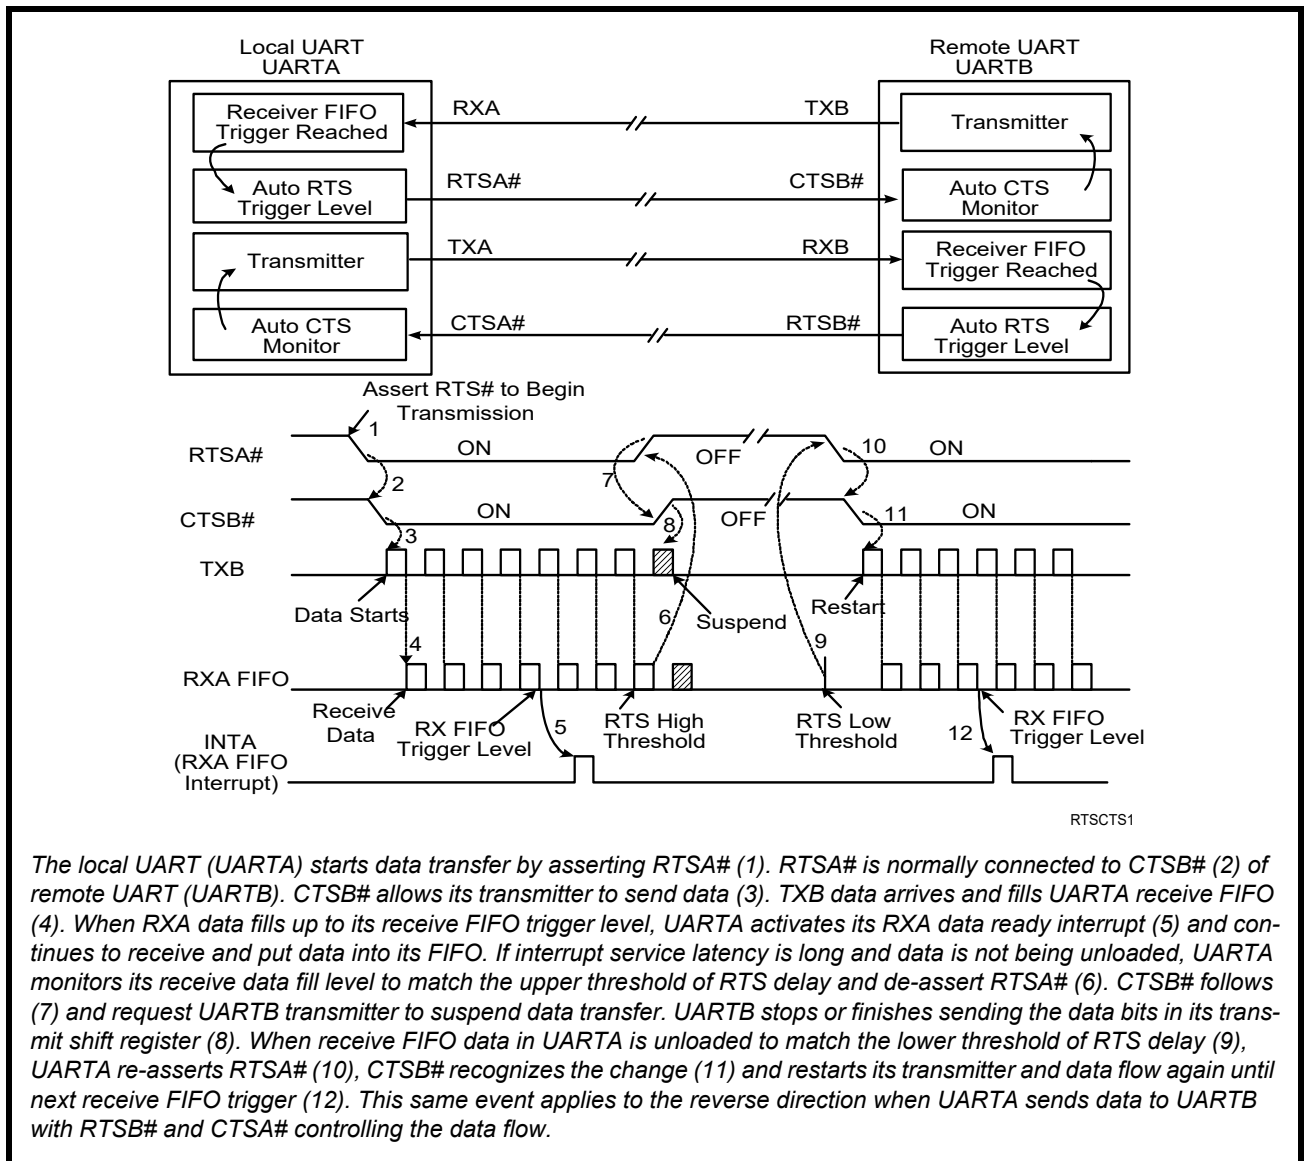 Local UART
UARTA
Remote UART
UARTB
Receiver FIFO
Trigger Reached
RXA
TXB
Transmitter
Auto RTS
Trigger Level
RTSA#
CTSB#
Auto CTS
Monitor
Transmitter
TXA
RXB
Receiver FIFO
Trigger Reached
Auto CTS
Monitor
CTSA#
RTSB#
Auto RTS
Trigger Level
Assert RTS# to Begin
Transmission
RTSA#
1
ON
OFF
10
ON
2
7
CTSB#
ON
OFF
11
ON
3
8
TXB
Data Starts
Suspend
Restart
4
6
9
RXA FIFO
Receive
Data
RX FIFO
Trigger Level
5
RTS High
Threshold
RTS Low
Threshold
12
RX FIFO
Trigger Level
INTA
(RXA FIFO
Interrupt)
RTSCTS1
The local UART (UARTA) starts data transfer by asserting RTSA# (1). RTSA# is normally connected to CTSB# (2) of
remote UART (UARTB). CTSB# allows its transmitter to send data (3). TXB data arrives and fills UARTA receive FIFO
(4). When RXA data fills up to its receive FIFO trigger level, UARTA activates its RXA data ready interrupt (5) and con-
tinues to receive and put data into its FIFO. If interrupt service latency is long and data is not being unloaded, UARTA
monitors its receive data fill level to match the upper threshold of RTS delay and de-assert RTSA# (6). CTSB# follows
(7) and request UARTB transmitter to suspend data transfer. UARTB stops or finishes sending the data bits in its trans-
mit shift register (8). When receive FIFO data in UARTA is unloaded to match the lower threshold of RTS delay (9),
UARTA re-asserts RTSA# (10), CTSB# recognizes the change (11) and restarts its transmitter and data flow again until
next receive FIFO trigger (12). This same event applies to the reverse direction when UARTA sends data to UARTB
with RTSB# and CTSA# controlling the data flow.